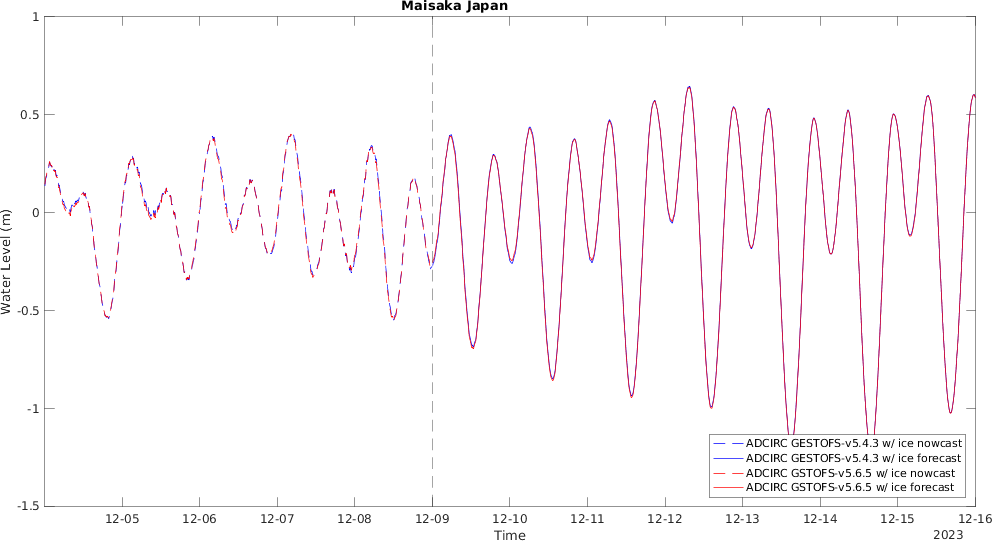 Maisaka Japan
1
0.5
0
-0.5
-1
-1.5
Water Level (m)
ADCIRC GESTOFS-v5.4.3 w/ ice nowcast
ADCIRC GESTOFS-v5.4.3 w/ ice forecast
ADCIRC GSTOFS-v5.6.5 w/ ice nowcast
ADCIRC GSTOFS-v5.6.5 w/ ice forecast
12-05 12-06 12-07 12-08 12-09 12-10 12-11 12-12 12-13 12-14 12-15 12-16
Time
2023